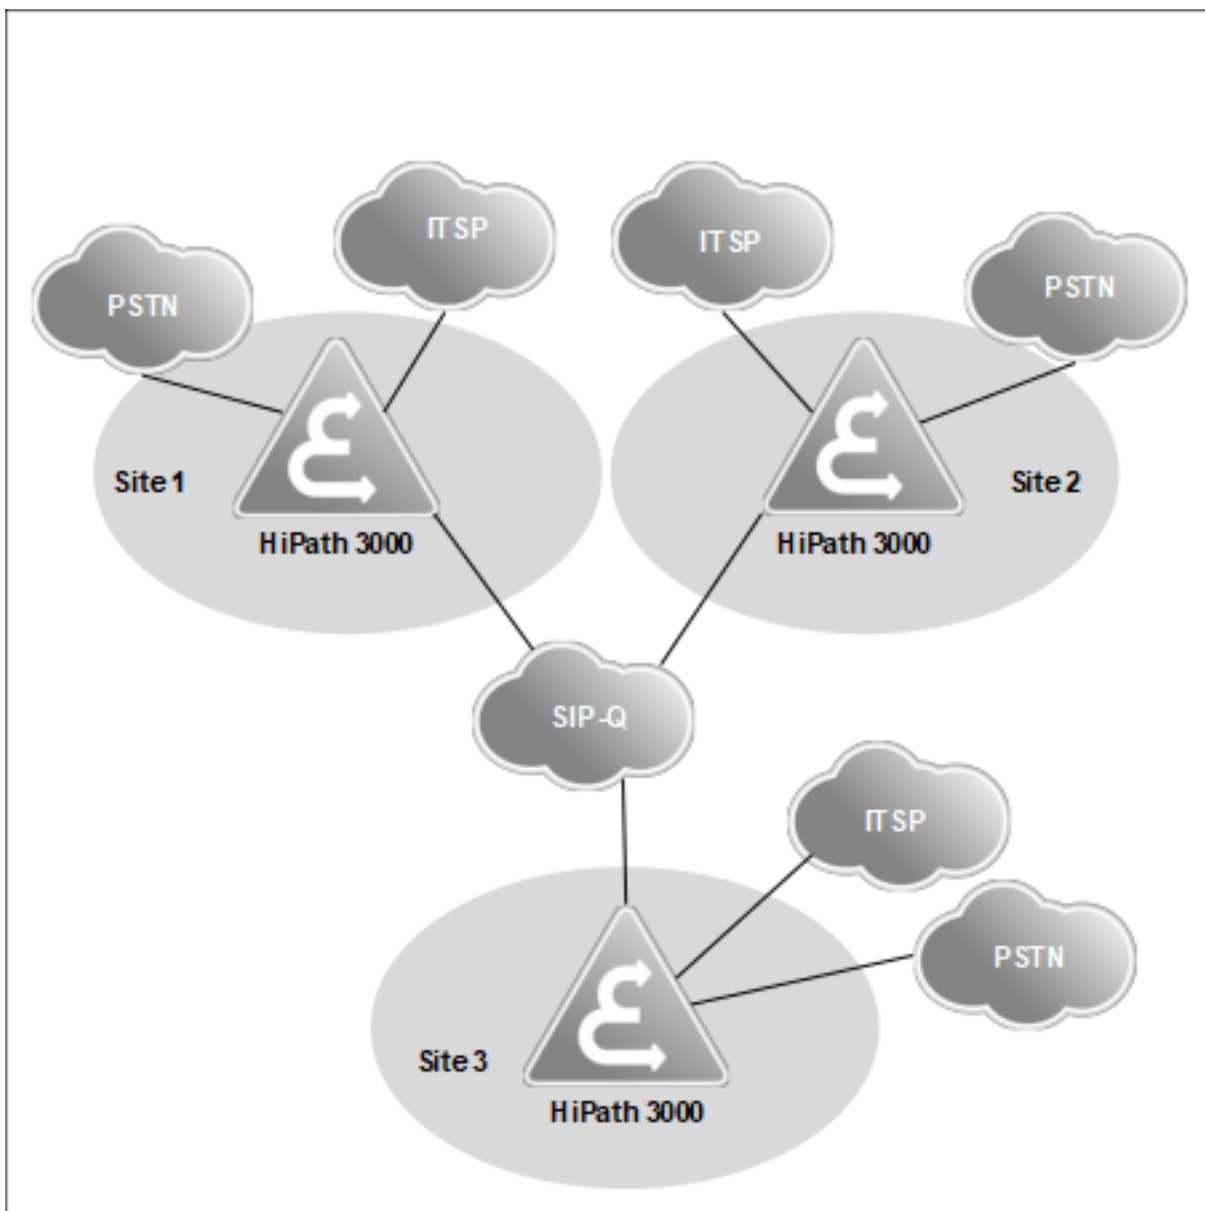 ITSP
ITSP
PSTN
PSTN
Site 1
Site 2
HiPath 3000
HiPath 3000
SIP-Q
ITSP
PSTN
Site 3
HiPath 3000